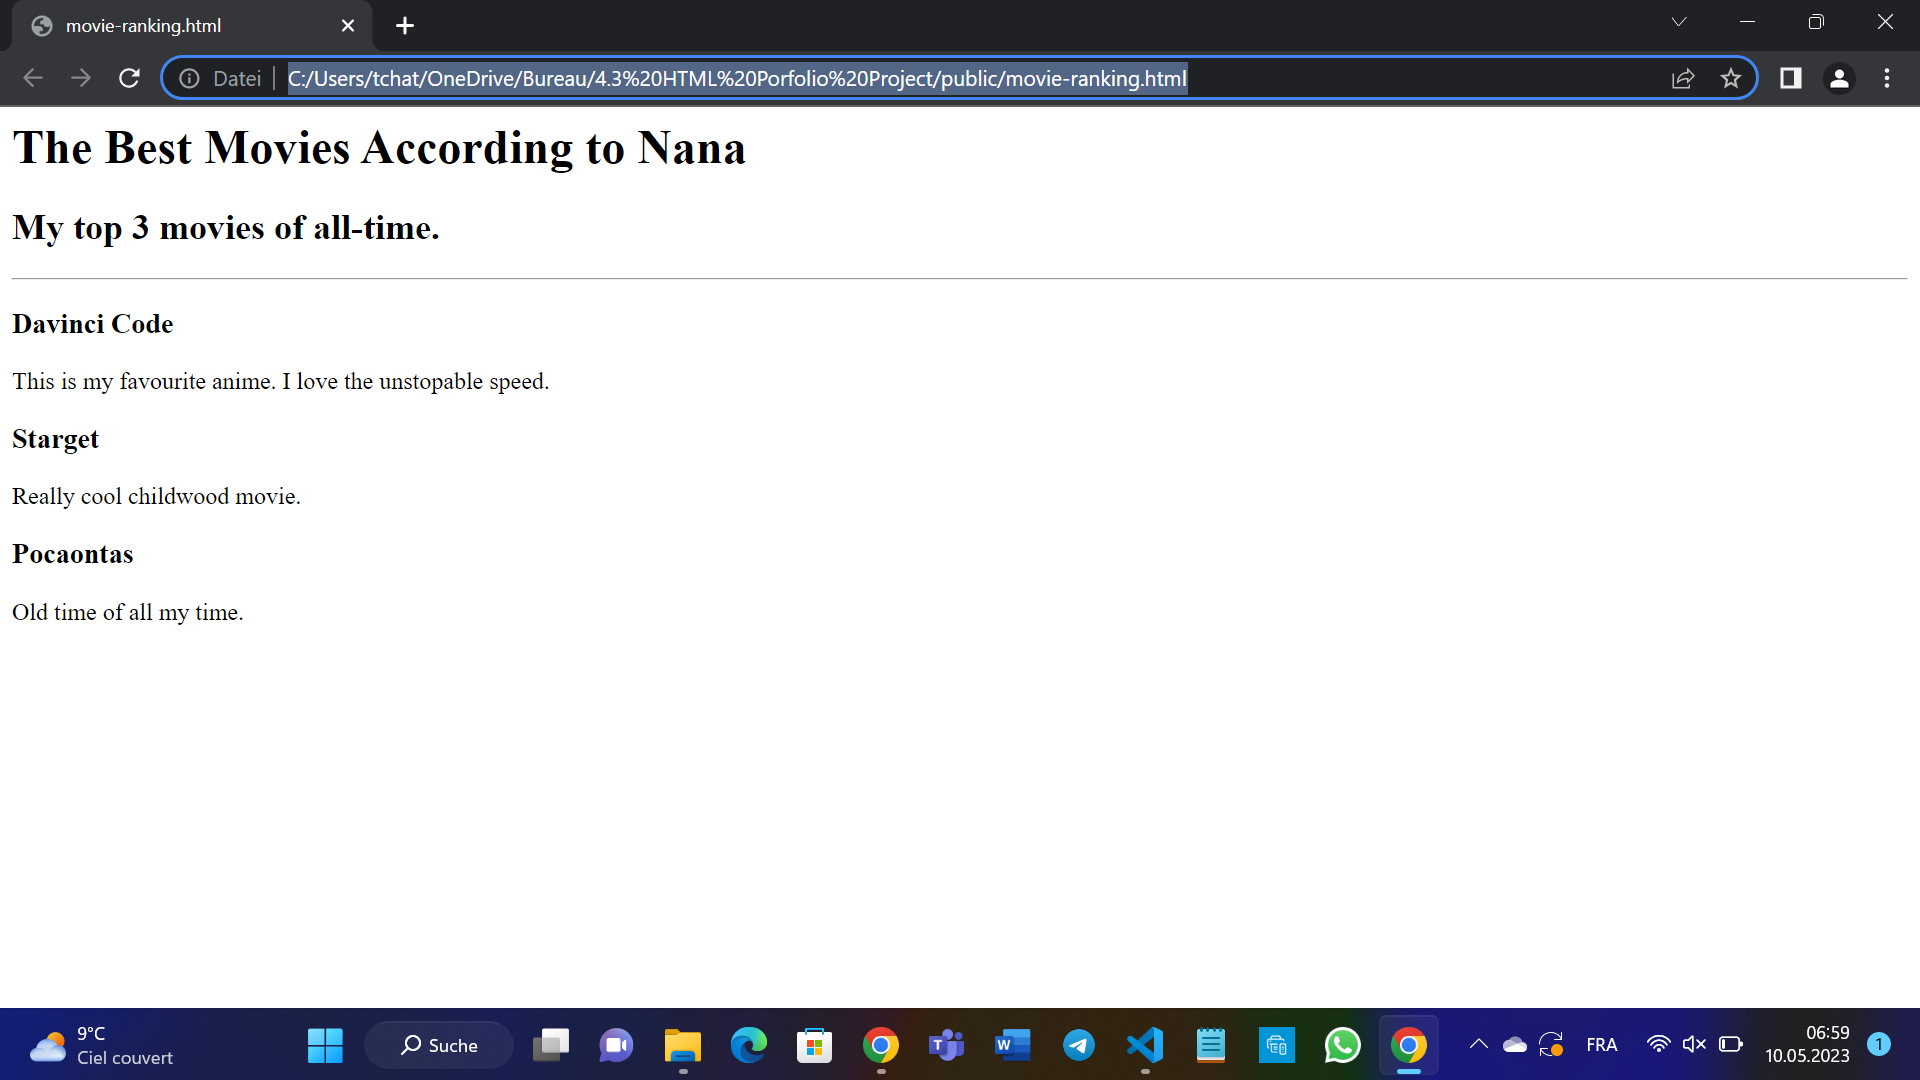 movie-ranking.html
Datei C:/Users/tchat/OneDrive/Bureau/4.3%20HTML%20Porfolio%20Project/public/movie-ranking.html
The Best Movies According to Nana
My top 3 movies of all-time.
Davinci Code
This is my favourite anime. I love the unstopable speed.
Starget
Really cool childwood movie.
Pocaontas
Old time of all my time.
9°C
Ciel couvert
Suche
FRA
06:59
10.05.2023
1